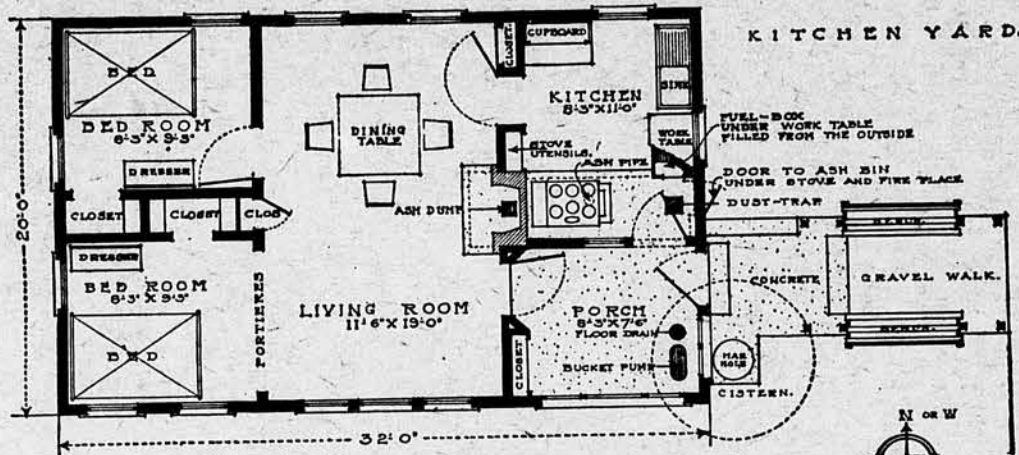 KITCHEN YARD.
CLOSET.
CUPBOARD
BED
SINK
KITCHEN
8'-3" X 11'-0"
BED ROOM
8'-3" X 9'-3"
DINING
TABLE
WORK
TABLE
FUEL-BOX
UNDER WORK TABLE
FILLED FROM THE OUTSIDE
STOVE
UTENSILS.
ASH PIPE
DRESSER
DOOR TO ASH BIN
UNDER STOVE AND FIRE PLACE
DUST-TRAP
CLOSET
CLOSET
CLOS.
ASH DUMP
20'-0"
DRESSER
BED ROOM
8'-3" X 9'-3"
PORTIERES
LIVING ROOM
11'-6" X 19'-0"
PORCH
8'-3" X 7'-6"
FLOOR DRAIN
CONCRETE
GRAVEL WALK.
BED
CLOSET
BUCKET PUMP
MAN
HOLE
CISTERN.
32'-0"
N OR W